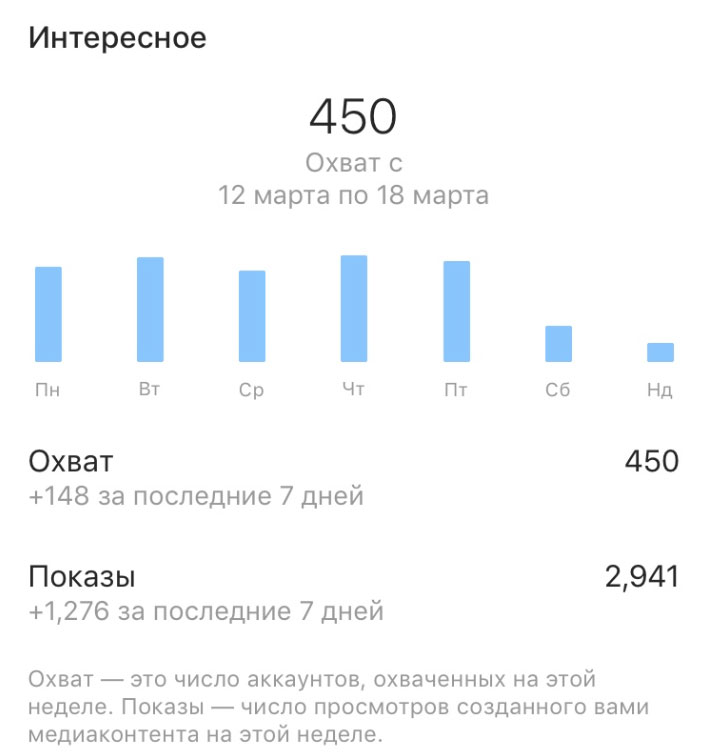 Интересное
450
Охват с
12 марта по 18 марта
Пн Вт Ср Чт Пт Сб Нд
Охват 450
+148 за последние 7 дней
Показы 2,941
+1,276 за последние 7 дней
Охват — это число аккаунтов, охваченных на этой
неделе. Показы — число просмотров созданного вами
медиаконтента на этой неделе.